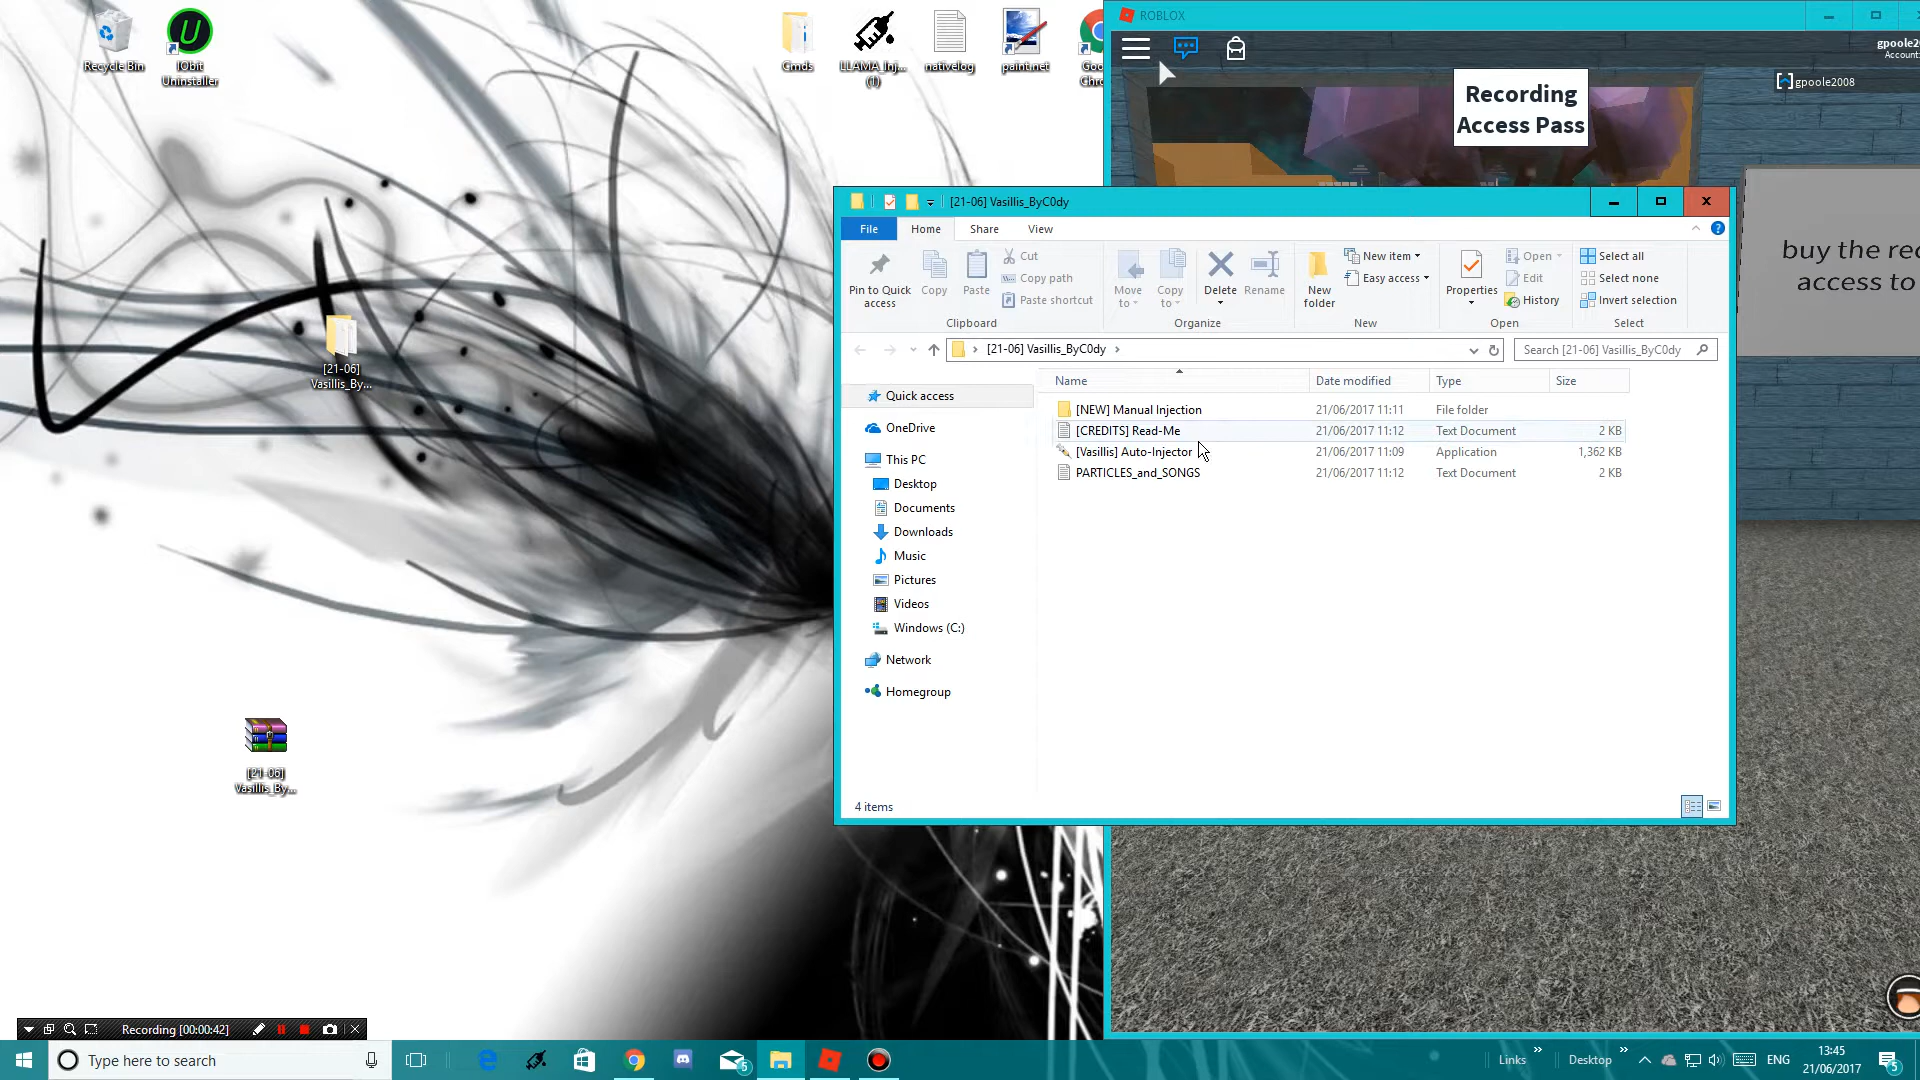 Recycle Bin
IObit
Uninstaller
Cmds
LLAMA_Inj...
(1)
nativelog
paint.net
Goo
Chro
ROBLOX
gpoole20
Account:
gpoole2008
Recording
Access Pass
buy the rec
access to
[21-06]
Vasillis_By...
[21-06]
Vasillis_By...
[21-06] Vasillis_ByC0dy
File
Home
Share
View
Pin to Quick
access
Copy
Paste
Cut
Copy path
Paste shortcut
Clipboard
Move
to
Copy
to
Delete
Rename
Organize
New
folder
New item
Easy access
New
Properties
Open
Edit
History
Open
Select all
Select none
Invert selection
Select
[21-06] Vasillis_ByC0dy
Search [21-06] Vasillis_ByC0dy
Name
Date modified
Type
Size
Quick access
OneDrive
This PC
Desktop
Documents
Downloads
Music
Pictures
Videos
Windows (C:)
Network
Homegroup
[NEW] Manual Injection 21/06/2017 11:11 File folder
[CREDITS] Read-Me 21/06/2017 11:12 Text Document 2 KB
[Vasillis] Auto-Injector 21/06/2017 11:09 Application 1,362 KB
PARTICLES_and_SONGS 21/06/2017 11:12 Text Document 2 KB
4 items
Recording [00:00:42]
Type here to search
5
Links
Desktop
ENG
13:45
21/06/2017
5